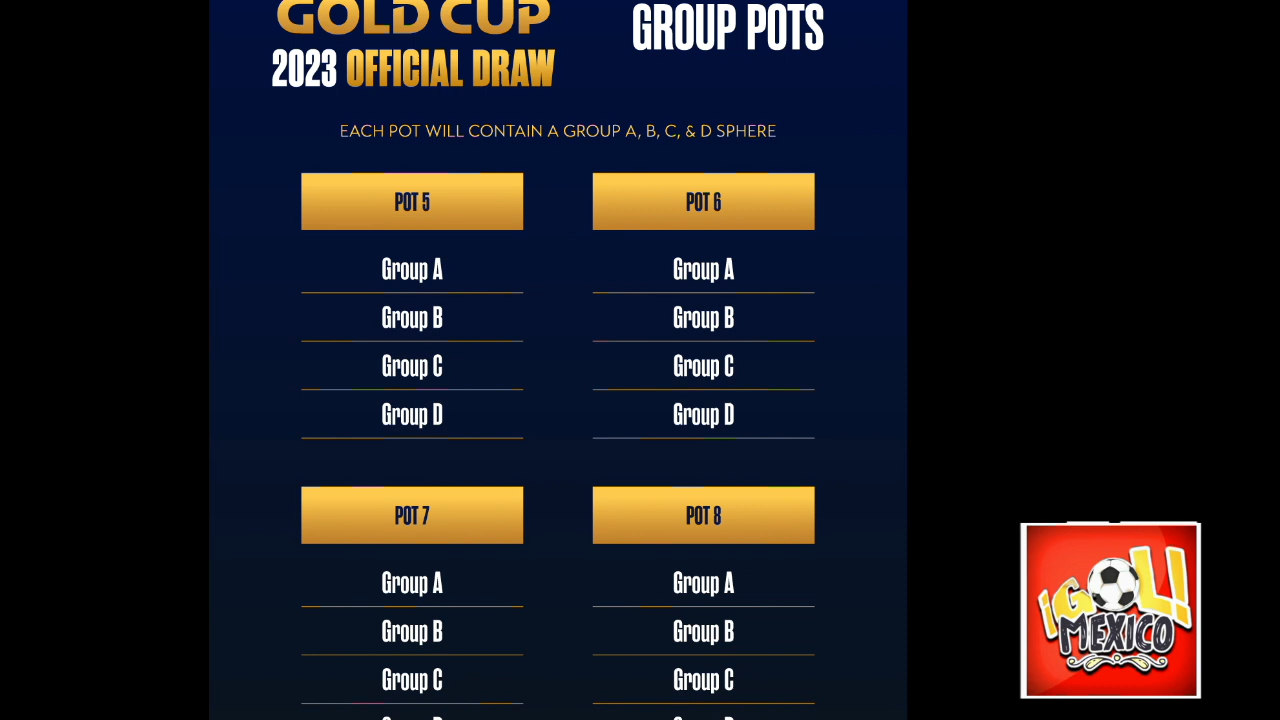 GOLD CUP
2023 OFFICIAL DRAW
GROUP POTS
EACH POT WILL CONTAIN A GROUP A, B, C, & D SPHERE
POT 5
Group A
Group B
Group C
Group D
POT 6
Group A
Group B
Group C
Group D
POT 7
Group A
Group B
Group C
POT 8
Group A
Group B
Group C
¡GOL!
MEXICO